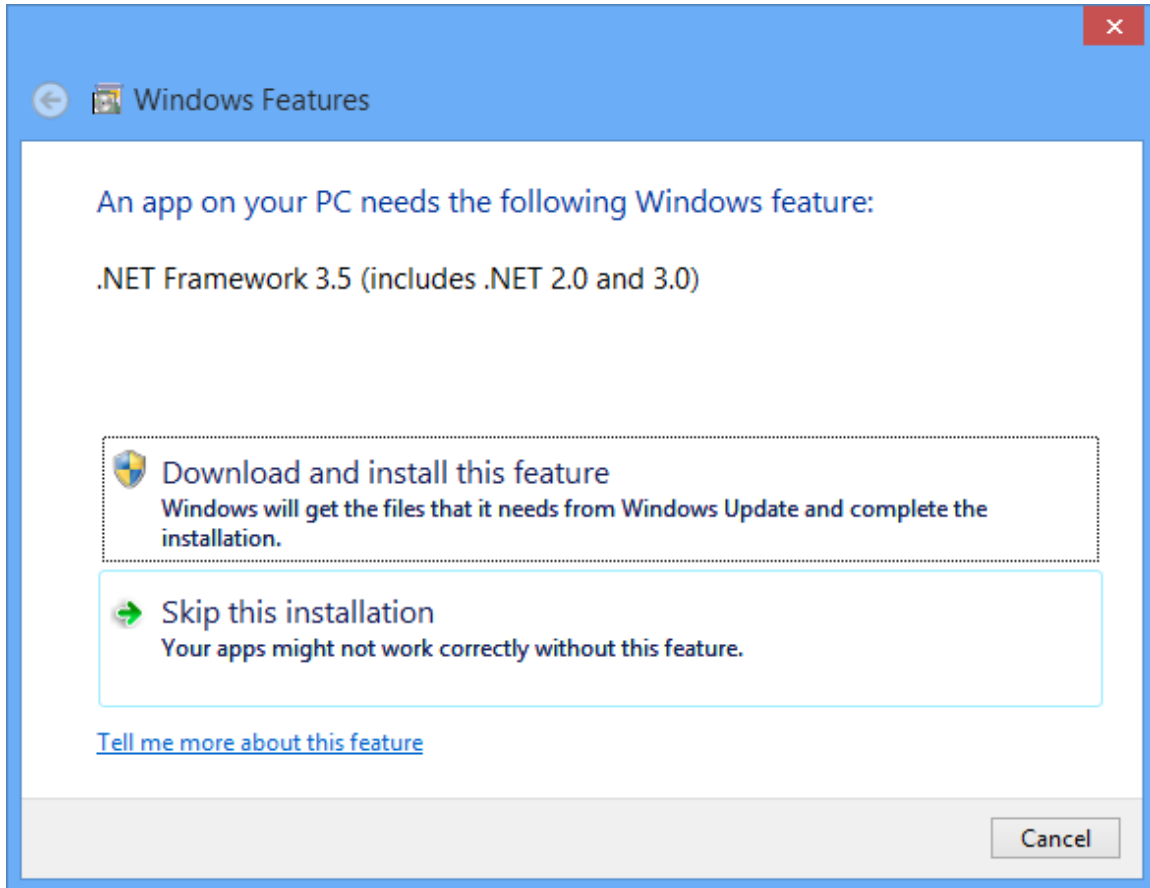 Windows Features
An app on your PC needs the following Windows feature:
.NET Framework 3.5 (includes .NET 2.0 and 3.0)
Download and install this feature
Windows will get the files that it needs from Windows Update and complete the
installation.
Skip this installation
Your apps might not work correctly without this feature.
Tell me more about this feature
Cancel